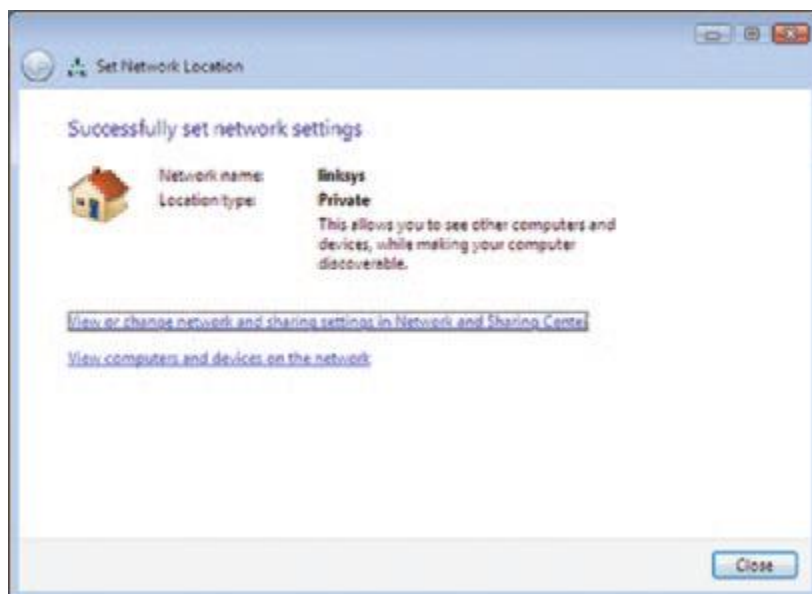 Set Network Location
Successfully set network settings
Network name: linksys
Location type: Private
This allows you to see other computers and
devices, while making your computer
discoverable.
View or change network and sharing settings in Network and Sharing Center
View computers and devices on the network
Close